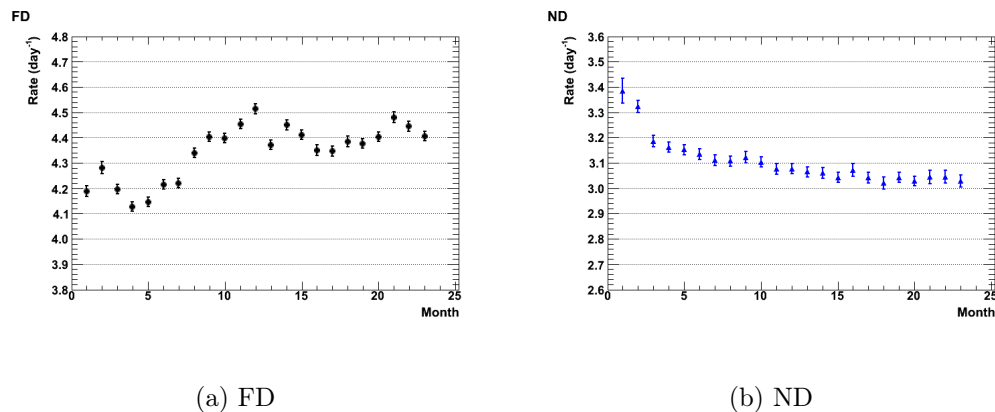 FD
Rate (day-1)
4.8
4.7
4.6
4.5
4.4
4.3
4.2
4.1
4.0
3.9
3.8
0 5 10 15 20 25
Month
ND
Rate (day-1)
3.6
3.5
3.4
3.3
3.2
3.1
3.0
2.9
2.8
2.7
2.6
0 5 10 15 20 25
Month
(a) FD
(b) ND